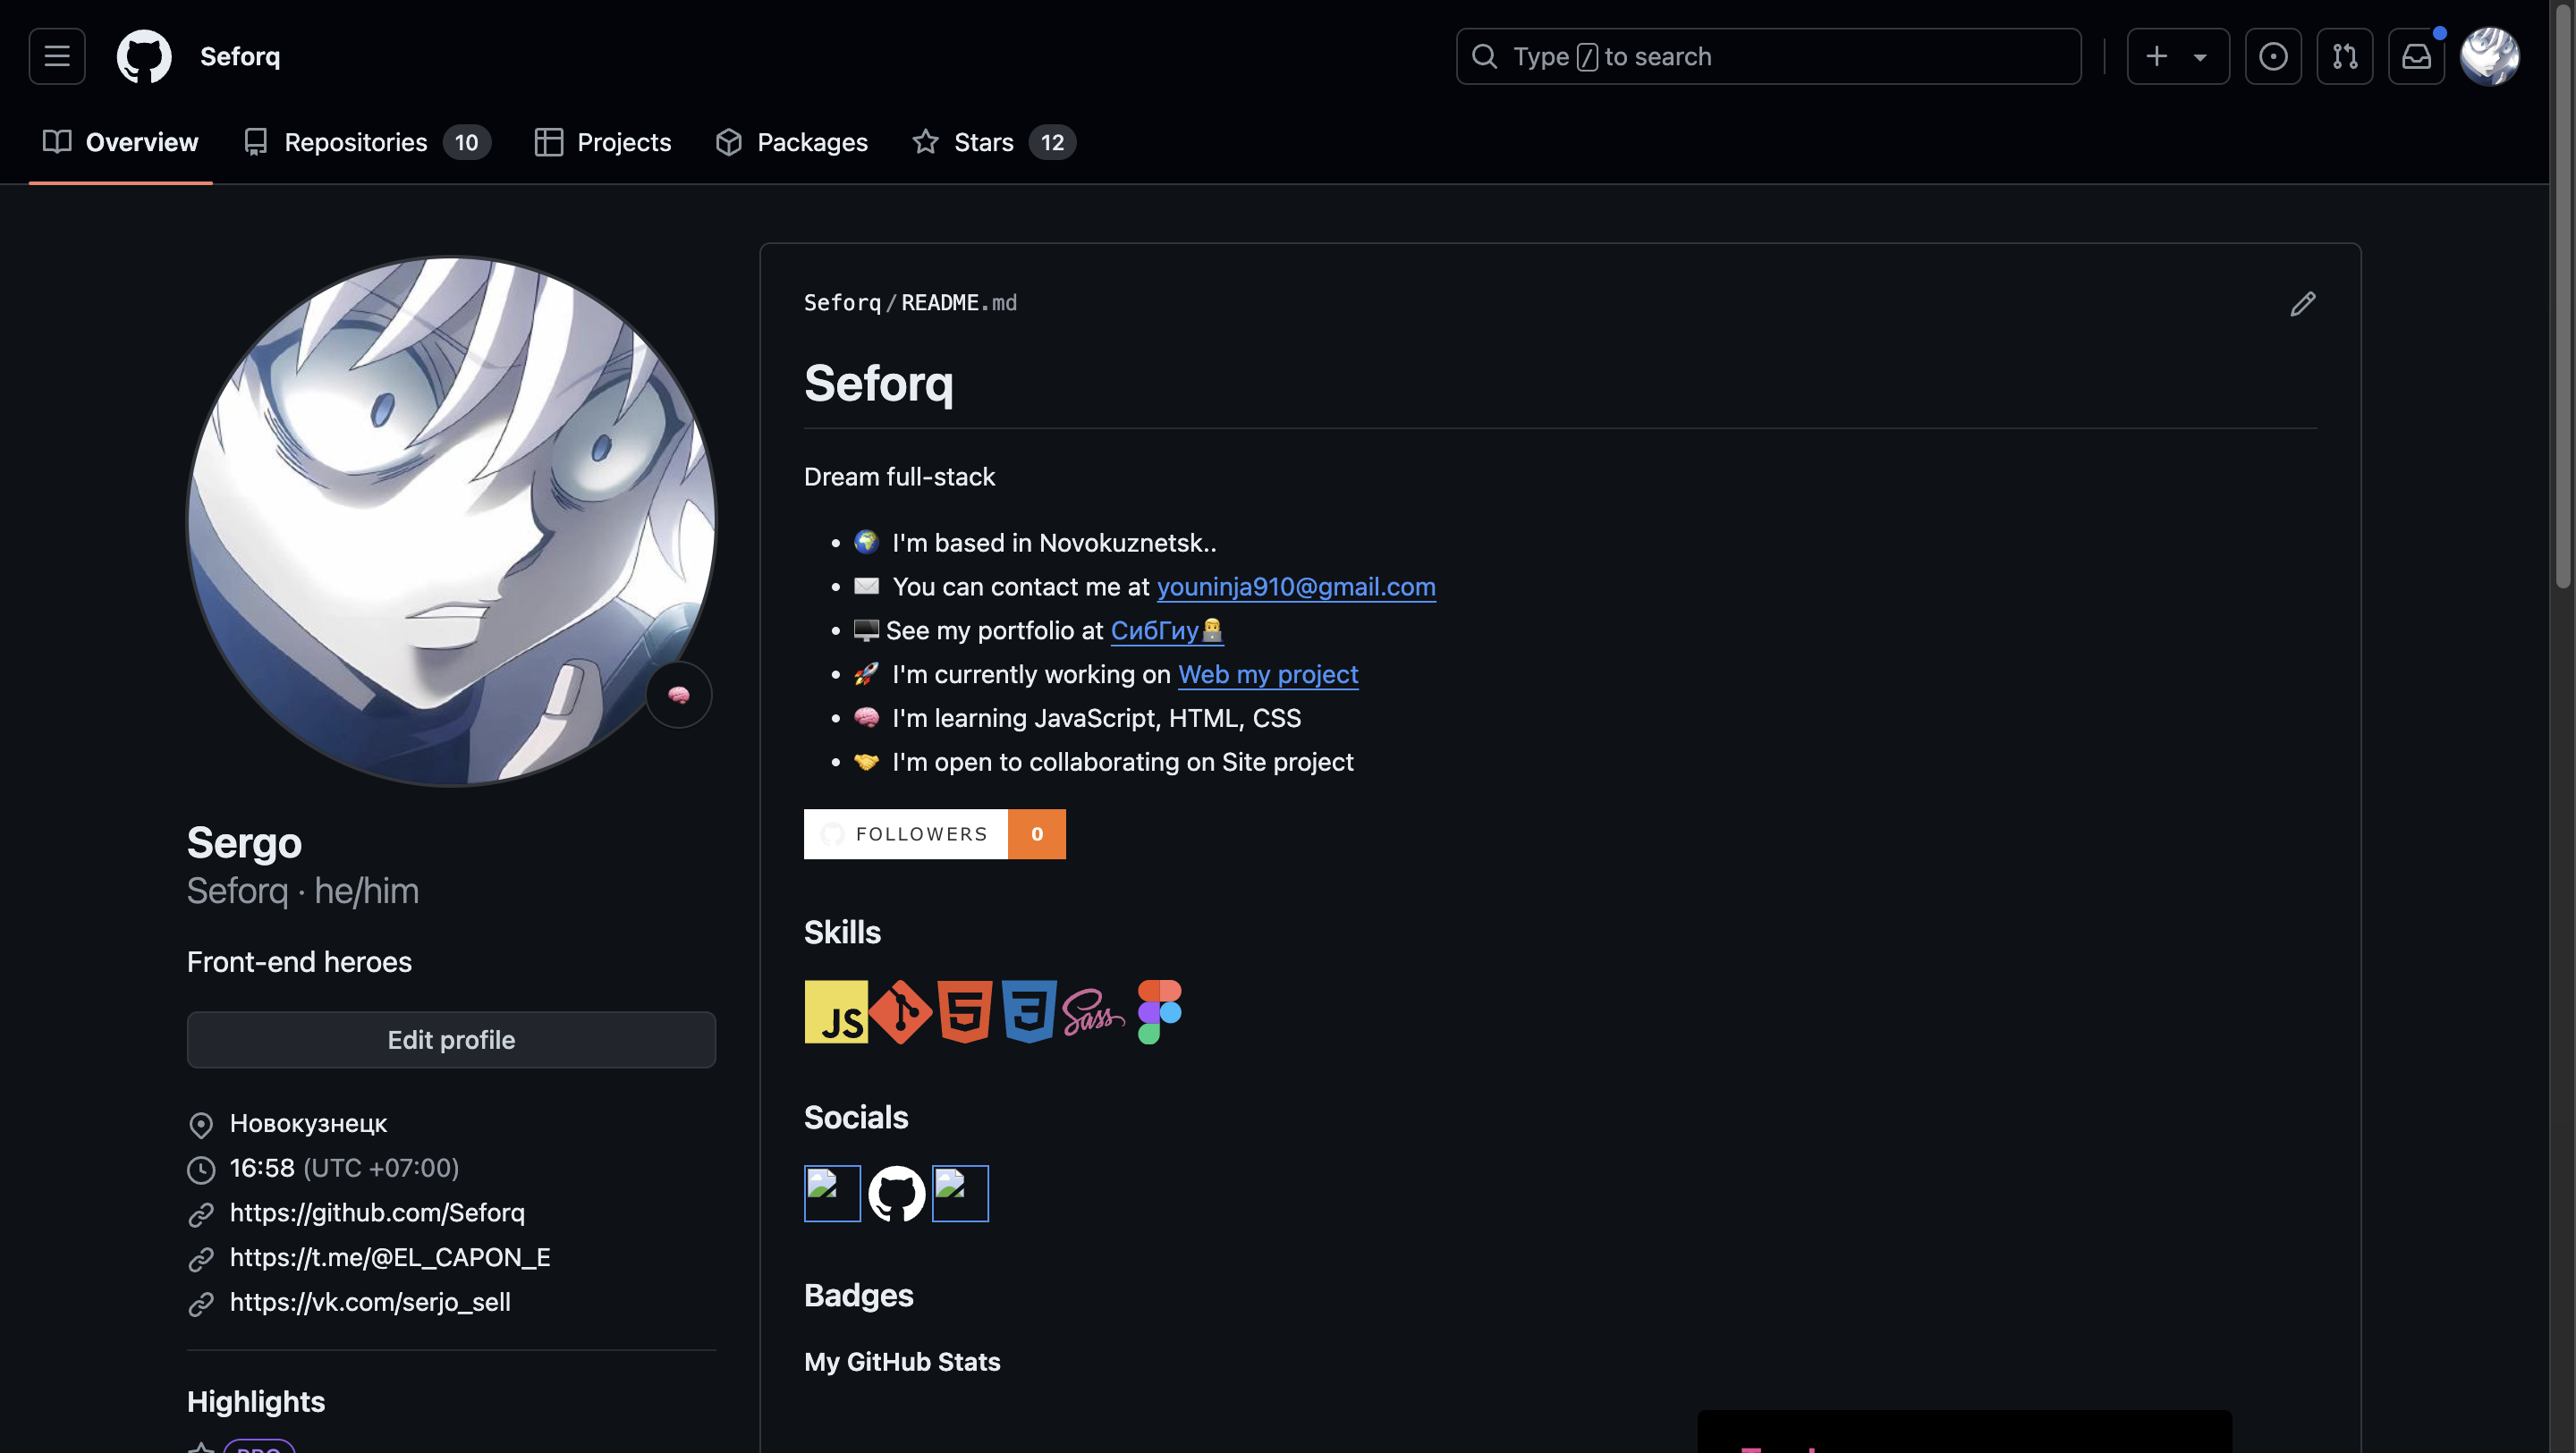 Seforq
Type / to search
Overview
Repositories 10
Projects
Packages
Stars 12
Sergo
Seforq · he/him
Front-end heroes
Edit profile
Новокузнецк
16:58 (UTC +07:00)
https://github.com/Seforq
https://t.me/@EL_CAPON_E
https://vk.com/serjo_sell
Highlights
PRO
Seforq/README.md
Seforq
Dream full-stack
🌍 I'm based in Novokuznetsk..
✉️ You can contact me at youninja910@gmail.com
🖥️ See my portfolio at СибГиу👨‍💻
🚀 I'm currently working on Web my project
🧠 I'm learning JavaScript, HTML, CSS
🤝 I'm open to collaborating on Site project
FOLLOWERS 0
Skills
JS
Sass
Socials
Badges
My GitHub Stats